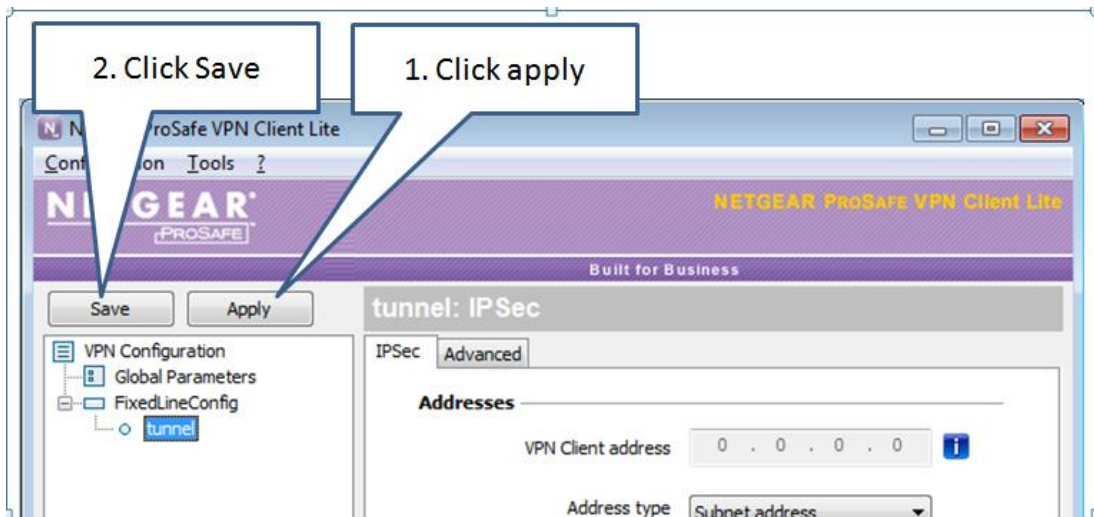 2. Click Save
1. Click apply
ProSafe VPN Client Lite
Tools ?
NETGEAR PROSAFE VPN Client Lite
PROSAFE
Built for Business
Save Apply
tunnel: IPSec
VPN Configuration
Global Parameters
FixedLineConfig
tunnel
IPSec Advanced
Addresses
VPN Client address 0 . 0 . 0 . 0
Address type Subnet address